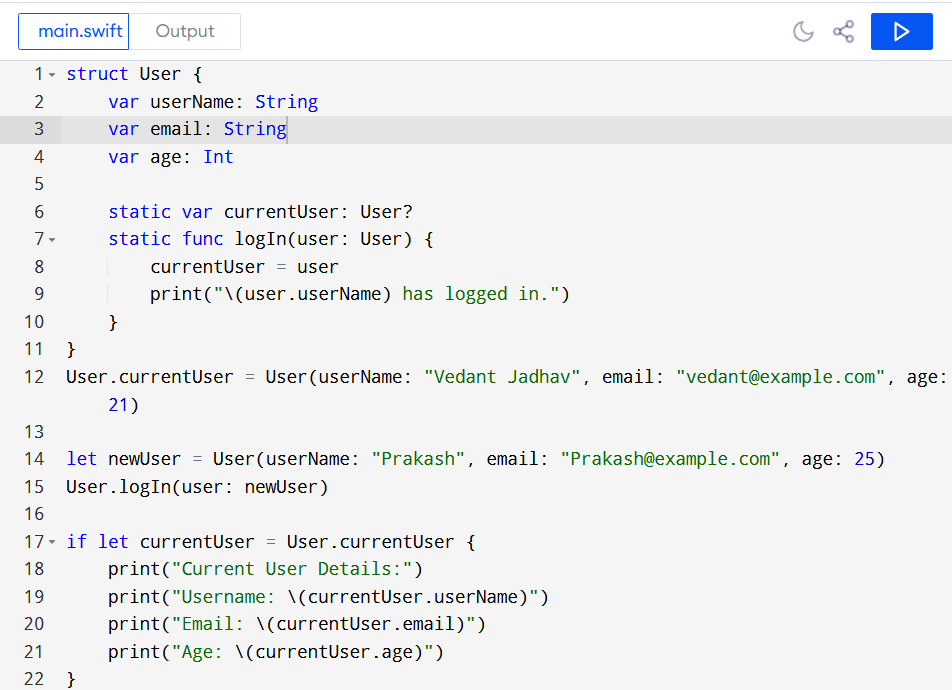 main.swift Output
1 struct User {
2     var userName: String
3     var email: String
4     var age: Int
5
6     static var currentUser: User?
7     static func logIn(user: User) {
8         currentUser = user
9         print("\(user.userName) has logged in.")
10     }
11 }
12 User.currentUser = User(userName: "Vedant Jadhav", email: "vedant@example.com", age:
    21)
13
14 let newUser = User(userName: "Prakash", email: "Prakash@example.com", age: 25)
15 User.logIn(user: newUser)
16
17 if let currentUser = User.currentUser {
18     print("Current User Details:")
19     print("Username: \(currentUser.userName)")
20     print("Email: \(currentUser.email)")
21     print("Age: \(currentUser.age)")
22 }